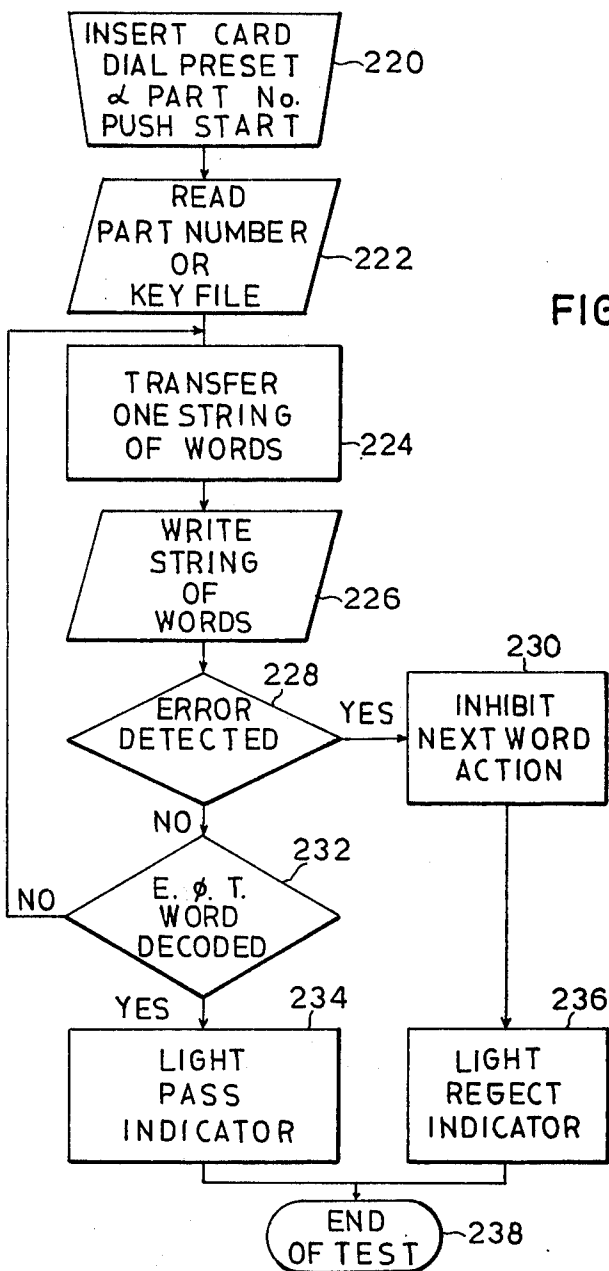 INSERT CARD
DIAL PRESET
α PART No.
PUSH START
220
READ
PART NUMBER
OR
KEY FILE
222
FIG
TRANSFER
ONE STRING
OF WORDS
224
WRITE
STRING
OF
WORDS
226
228
ERROR
DETECTED
YES
230
INHIBIT
NEXT WORD
ACTION
NO
232
E. ø. T.
WORD
DECODED
NO
YES
234
LIGHT
PASS
INDICATOR
236
LIGHT
REGECT
INDICATOR
END
OF TEST
238